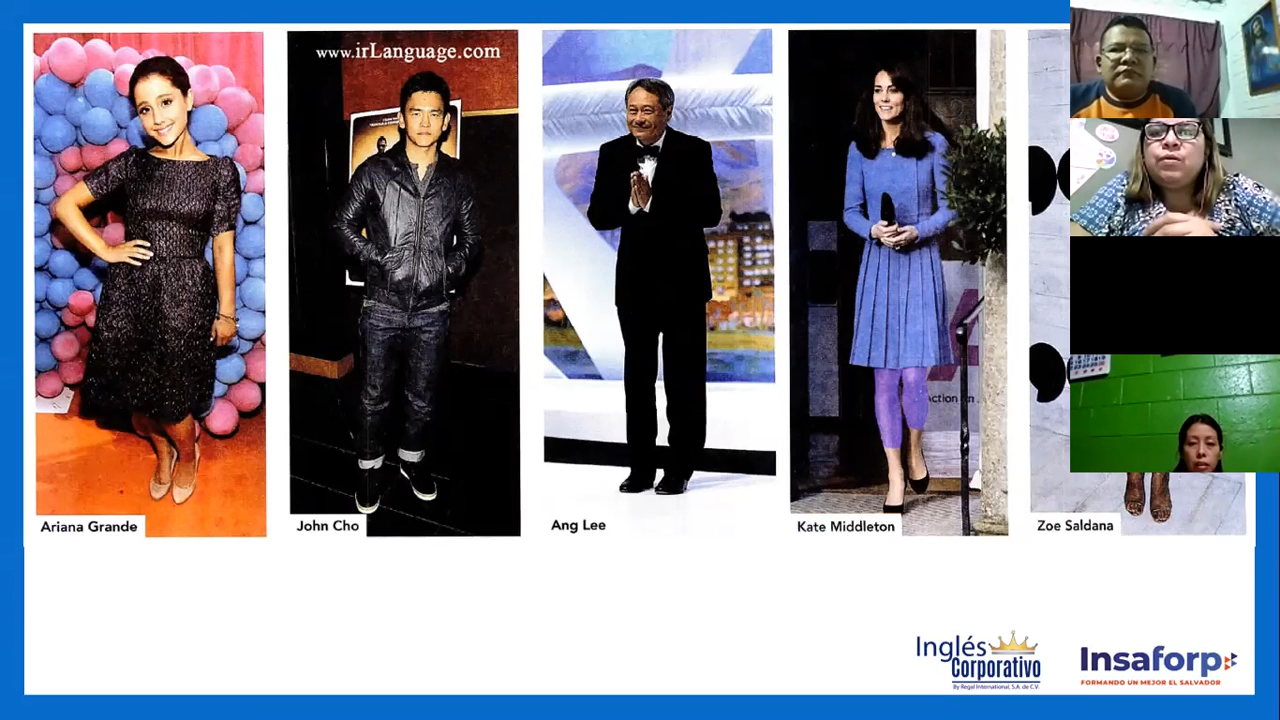 www.irLanguage.com
Ariana Grande
John Cho
Ang Lee
Kate Middleton
Zoe Saldana
Action
Inglés
Corporativo
By Regal International, S.A. de C.V.
Insaforp
FORMANDO UN MEJOR EL SALVADOR